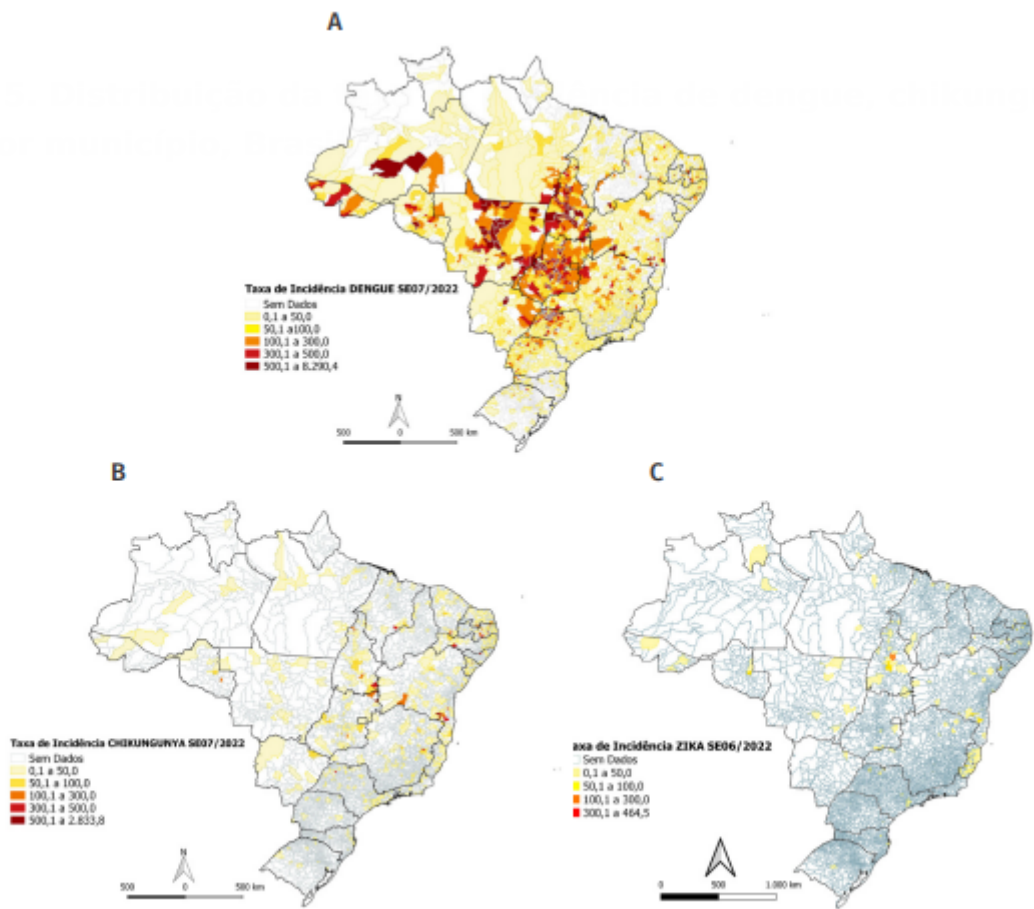 A
Taxa de Incidência DENGUE SE07/2022
Sem Dados
0,1 a 50,0
50,1 a100,0
100,1 a 300,0
300,1 a 500,0
500,1 a 8.290,4
N
500 0 500 km
B
Taxa de Incidência CHIKUNGUNYA SE07/2022
Sem Dados
0,1 a 50,0
50,1 a 100,0
100,1 a 300,0
300,1 a 500,0
500,1 a 2.833,8
N
500 0 500 km
C
axa de Incidência ZIKA SE06/2022
Sem Dados
0,1 a 50,0
50,1 a 100,0
100,1 a 300,0
300,1 a 464,5
0 500 1.000 km